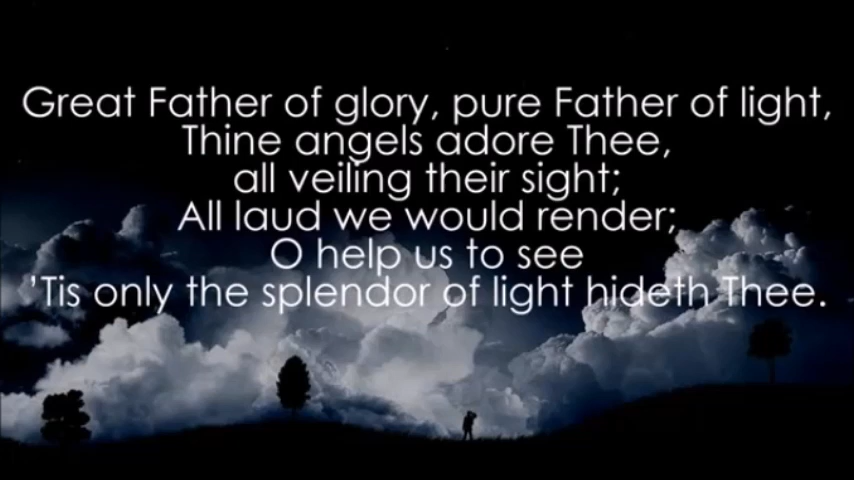 Great Father of glory, pure Father of light,
Thine angels adore Thee,
all veiling their sight;
All laud we would render;
O help us to see
’Tis only the splendor of light hideth Thee.